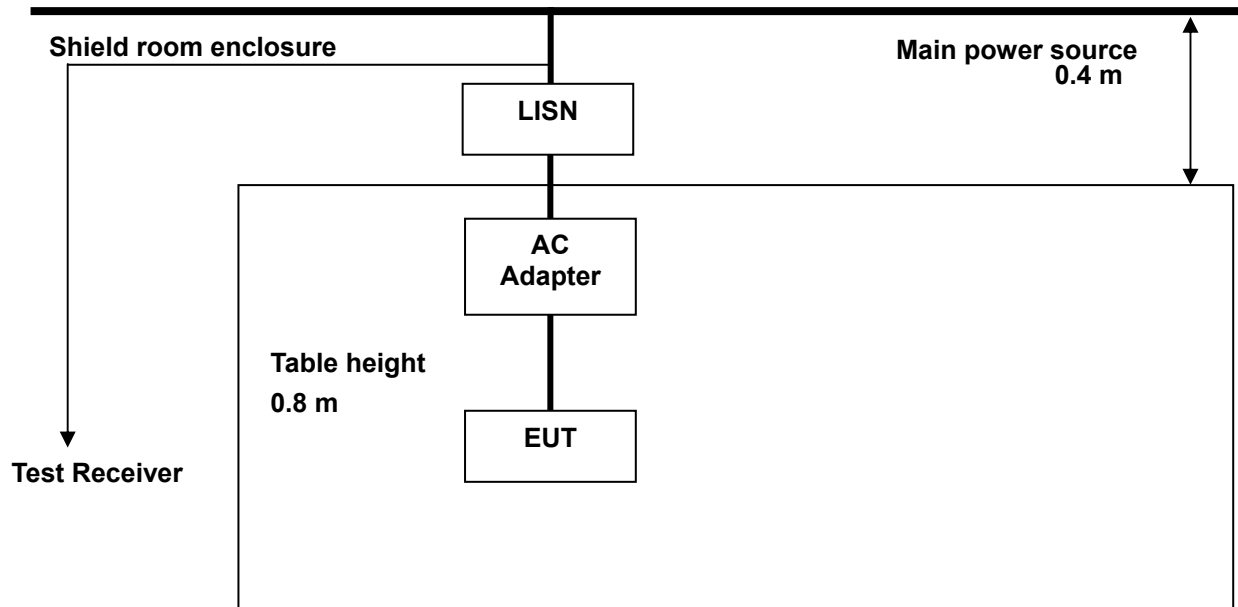 Shield room enclosure
Main power source
0.4 m
LISN
AC
Adapter
Table height
0.8 m
EUT
Test Receiver